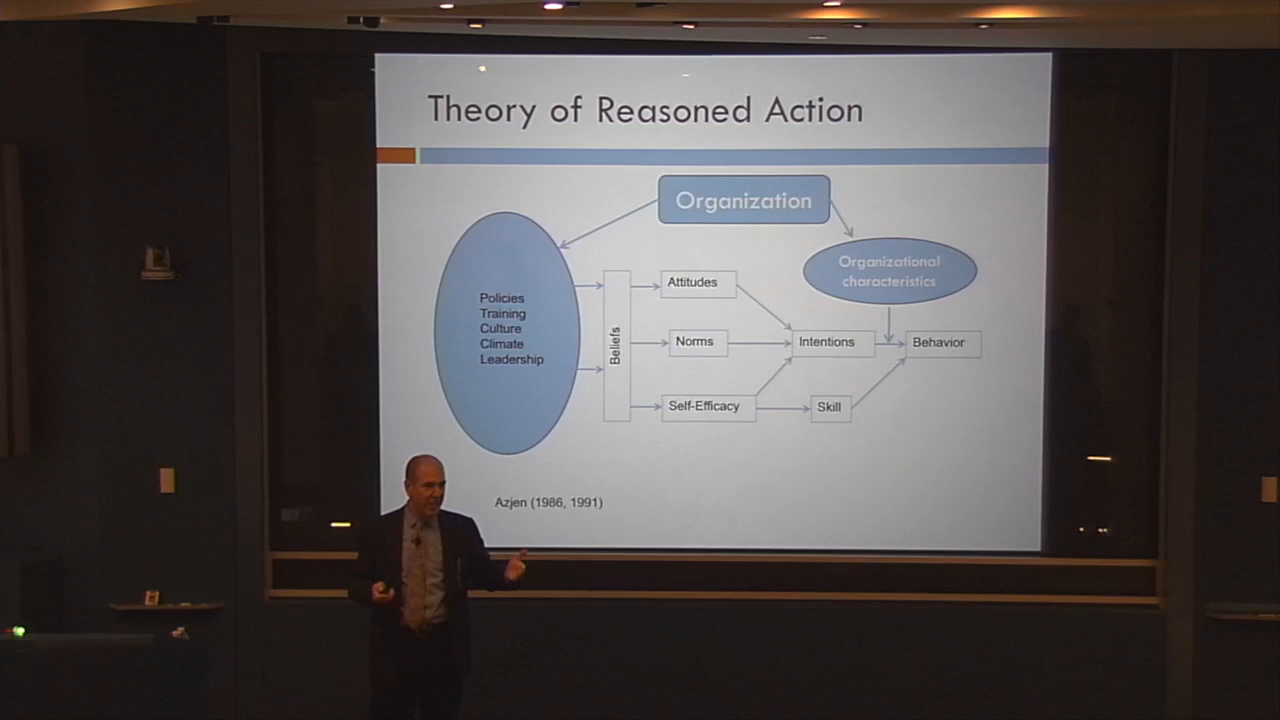 Theory of Reasoned Action
Organization
Organizational
characteristics
Policies
Training
Culture
Climate
Leadership
Beliefs
Attitudes
Norms
Intentions
Behavior
Self-Efficacy
Skill
Azjen (1986, 1991)